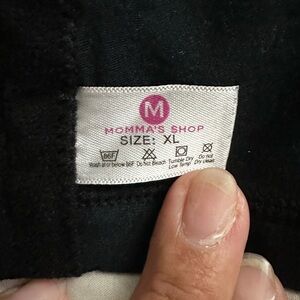 M
MOMMA'S SHOP
SIZE: XL
86F
Wash at or below 86F Do Not Bleach Tumble Dry Low Temp Do not Dry clean